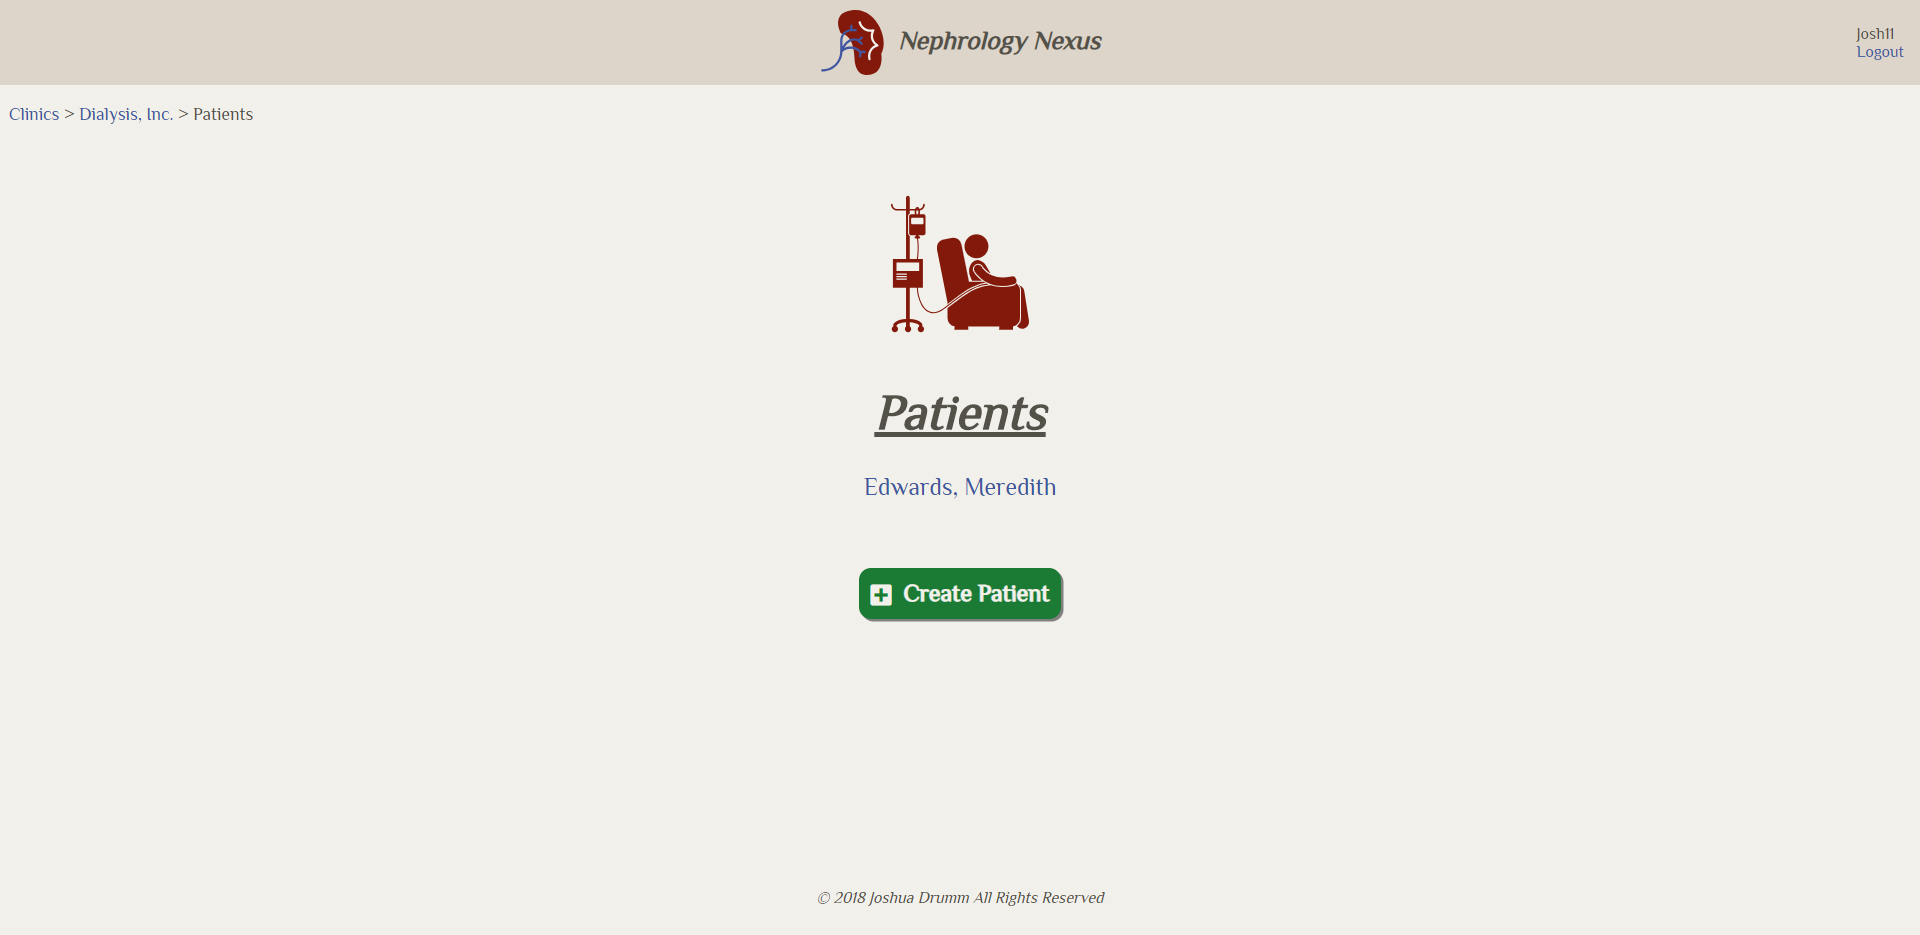 Nephrology Nexus
Josh11
Logout
Clinics > Dialysis, Inc. > Patients
Patients
Edwards, Meredith
Create Patient
© 2018 Joshua Drumm All Rights Reserved